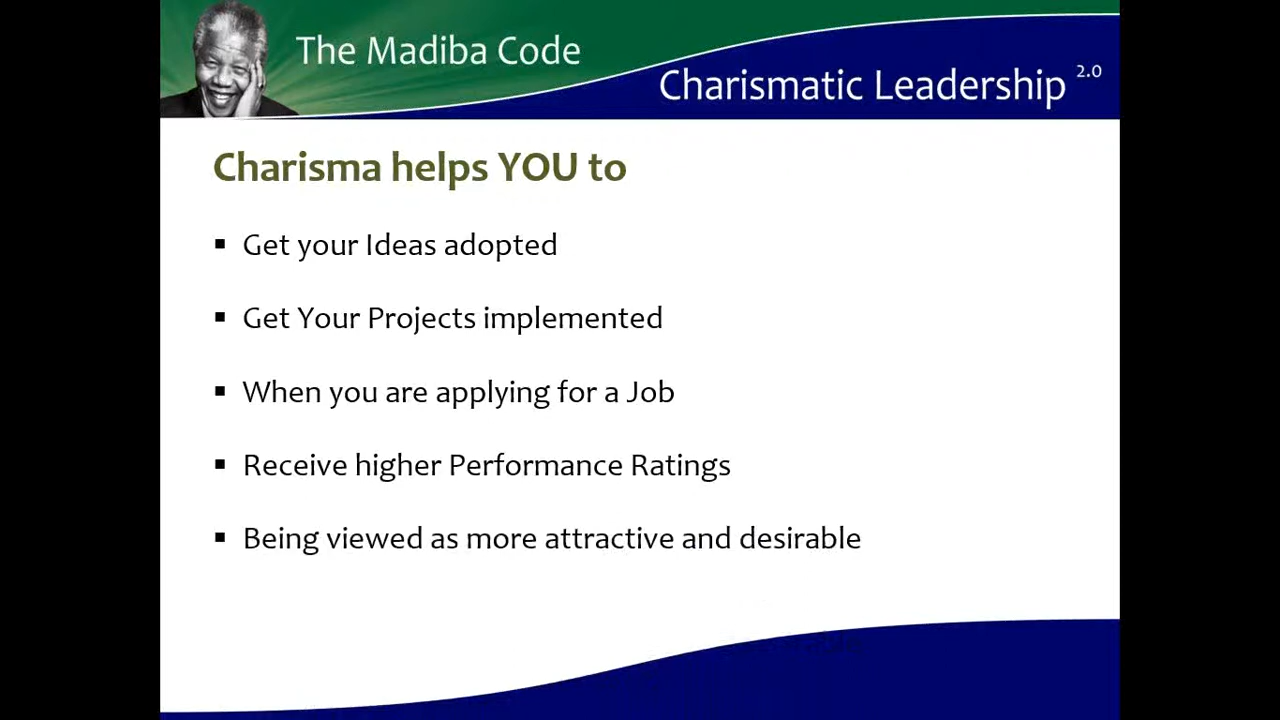 The Madiba Code
Charismatic Leadership 2.0
Charisma helps YOU to
▪ Get your Ideas adopted
▪ Get Your Projects implemented
▪ When you are applying for a Job
▪ Receive higher Performance Ratings
▪ Being viewed as more attractive and desirable